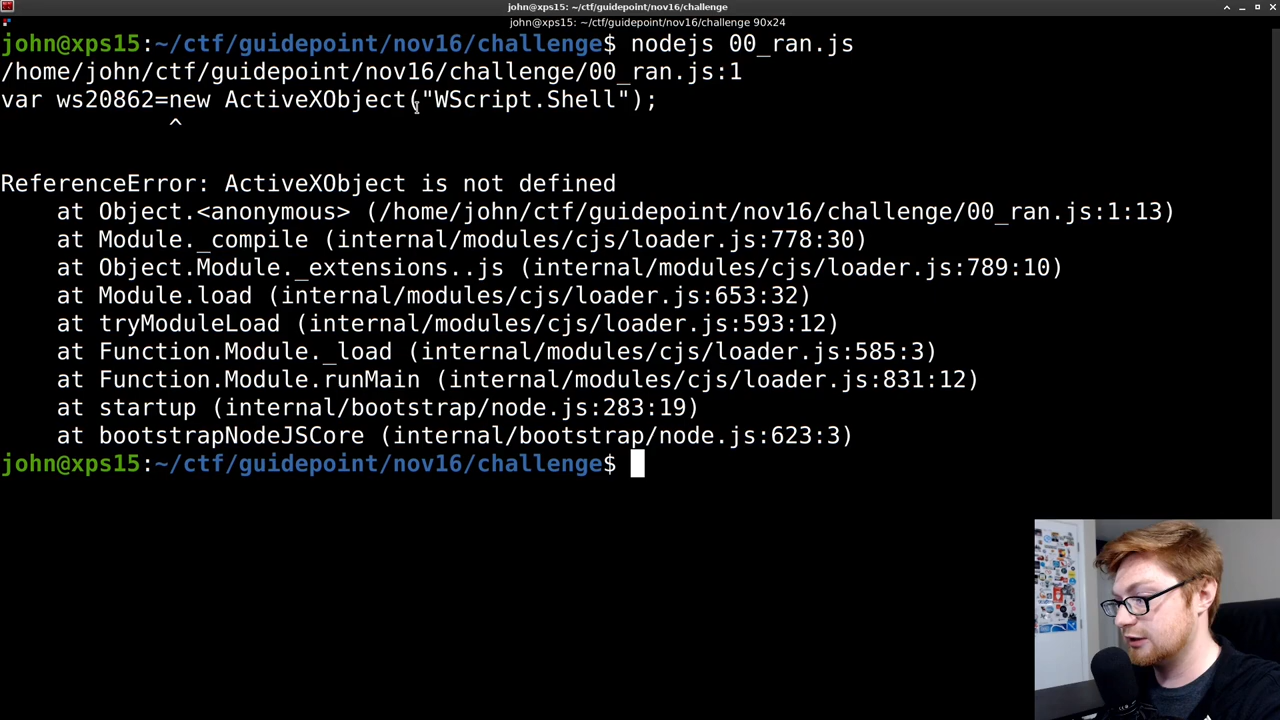 john@xps15: ~/ctf/guidepoint/nov16/challenge
john@xps15: ~/ctf/guidepoint/nov16/challenge 90x24
john@xps15:~/ctf/guidepoint/nov16/challenge$ nodejs 00_ran.js
/home/john/ctf/guidepoint/nov16/challenge/00_ran.js:1
var ws20862=new ActiveXObject("WScript.Shell");
^
ReferenceError: ActiveXObject is not defined
at Object.<anonymous> (/home/john/ctf/guidepoint/nov16/challenge/00_ran.js:1:13)
at Module._compile (internal/modules/cjs/loader.js:778:30)
at Object.Module._extensions..js (internal/modules/cjs/loader.js:789:10)
at Module.load (internal/modules/cjs/loader.js:653:32)
at tryModuleLoad (internal/modules/cjs/loader.js:593:12)
at Function.Module._load (internal/modules/cjs/loader.js:585:3)
at Function.Module.runMain (internal/modules/cjs/loader.js:831:12)
at startup (internal/bootstrap/node.js:283:19)
at bootstrapNodeJSCore (internal/bootstrap/node.js:623:3)
john@xps15:~/ctf/guidepoint/nov16/challenge$